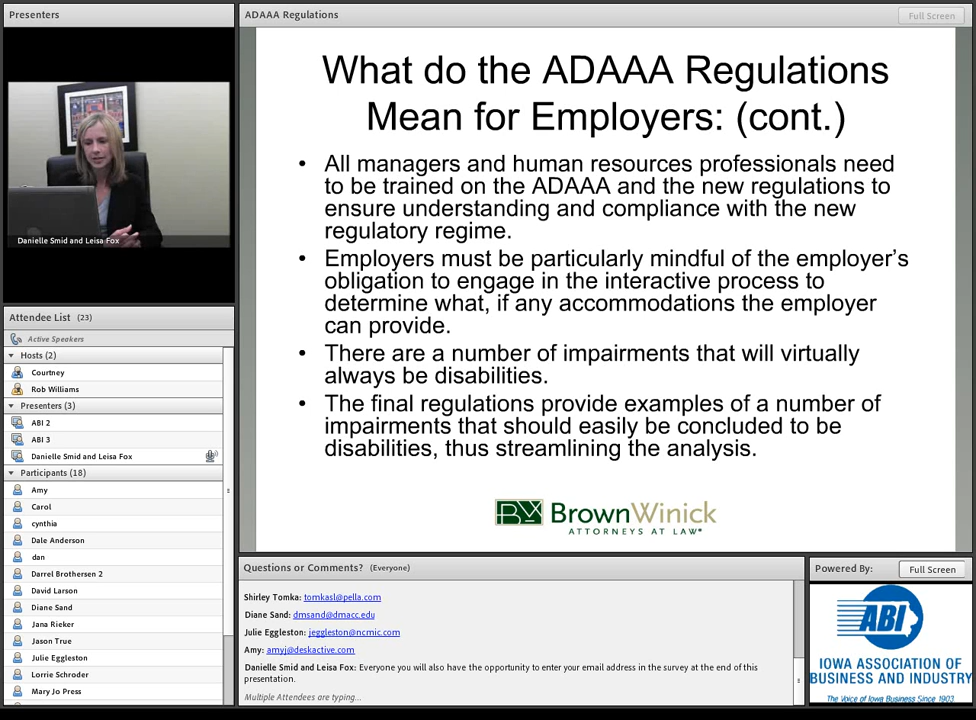 Presenters
Danielle Smid and Leisa Fox
Attendee List (23)
Active Speakers
Hosts (2)
Courtney
Rob Williams
Presenters (3)
ABI 2
ABI 3
Danielle Smid and Leisa Fox
Participants (18)
Amy
Carol
cynthia
Dale Anderson
dan
Darrel Brothersen 2
David Larson
Diane Sand
Jana Rieker
Jason True
Julie Eggleston
Lorrie Schroder
Mary Jo Press
ADAAA Regulations
Full Screen
What do the ADAAA Regulations
Mean for Employers: (cont.)
• All managers and human resources professionals need
to be trained on the ADAAA and the new regulations to
ensure understanding and compliance with the new
regulatory regime.
• Employers must be particularly mindful of the employer’s
obligation to engage in the interactive process to
determine what, if any accommodations the employer
can provide.
• There are a number of impairments that will virtually
always be disabilities.
• The final regulations provide examples of a number of
impairments that should easily be concluded to be
disabilities, thus streamlining the analysis.
BrownWinick
ATTORNEYS AT LAW®
Questions or Comments? (Everyone)
Shirley Tomka: tomkasl@pella.com
Diane Sand: dmsand@dmacc.edu
Julie Eggleston: jeggleston@ncmic.com
Amy: amyj@deskactive.com
Danielle Smid and Leisa Fox: Everyone you will also have the opportunity to enter your email address in the survey at the end of this
presentation.
Multiple Attendees are typing...
Powered By:
Full Screen
ABI
IOWA ASSOCIATION OF
BUSINESS AND INDUSTRY
The Voice of Iowa Business Since 1903